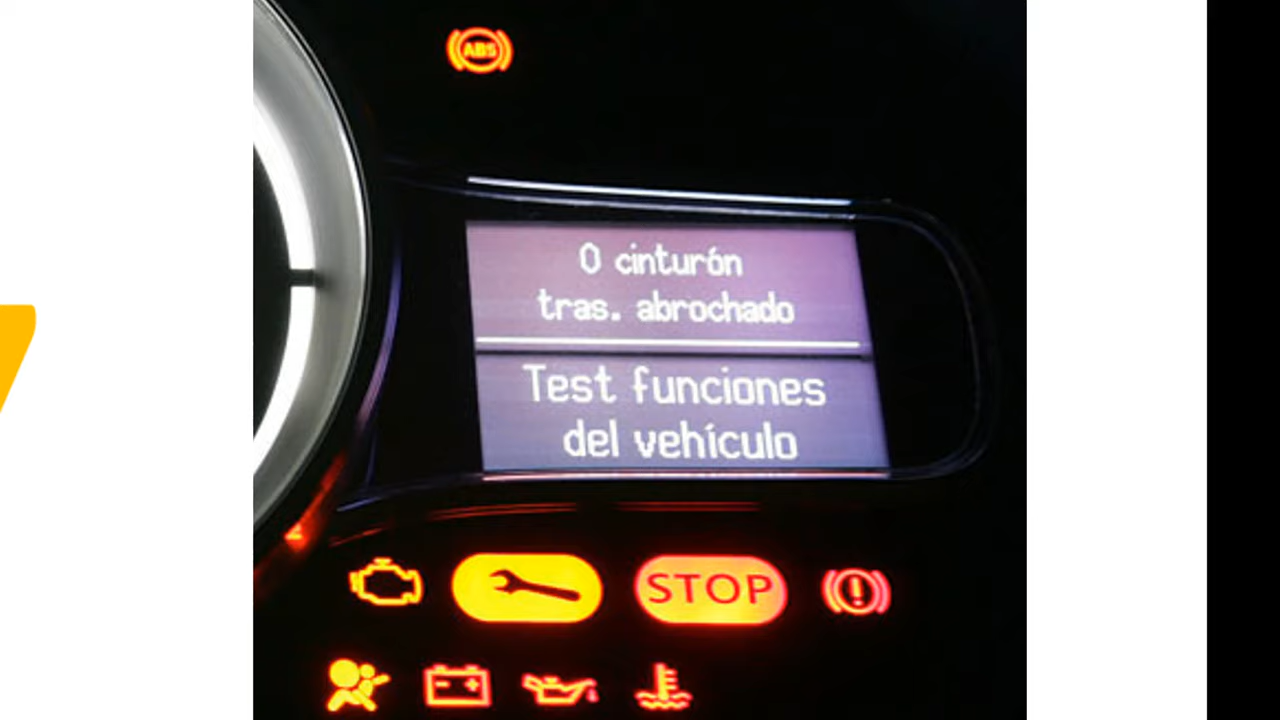 ABS
0 cinturón
tras. abrochado
Test funciones
del vehículo
STOP